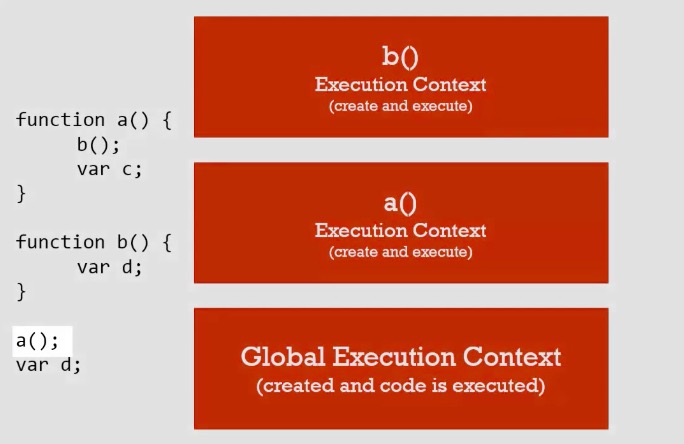 function a() {
b();
var c;
}
function b() {
var d;
}
a();
var d;
b()
Execution Context
(create and execute)
a()
Execution Context
(create and execute)
Global Execution Context
(created and code is executed)